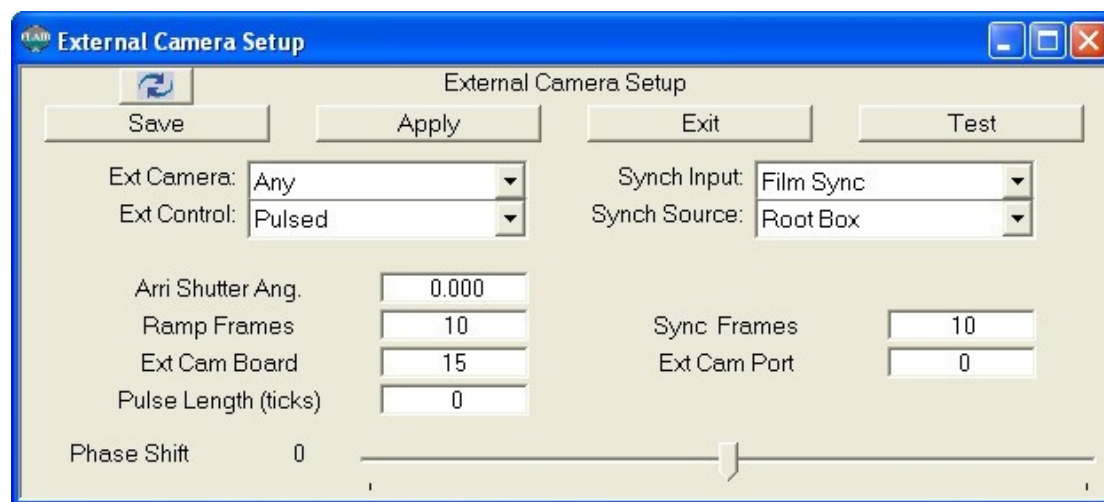 External Camera Setup
External Camera Setup
Save Apply Exit Test
Ext Camera: Any Synch Input: Film Sync
Ext Control: Pulsed Synch Source: Root Box
Arri Shutter Ang. 0.000
Ramp Frames 10 Sync Frames 10
Ext Cam Board 15 Ext Cam Port 0
Pulse Length (ticks) 0
Phase Shift 0